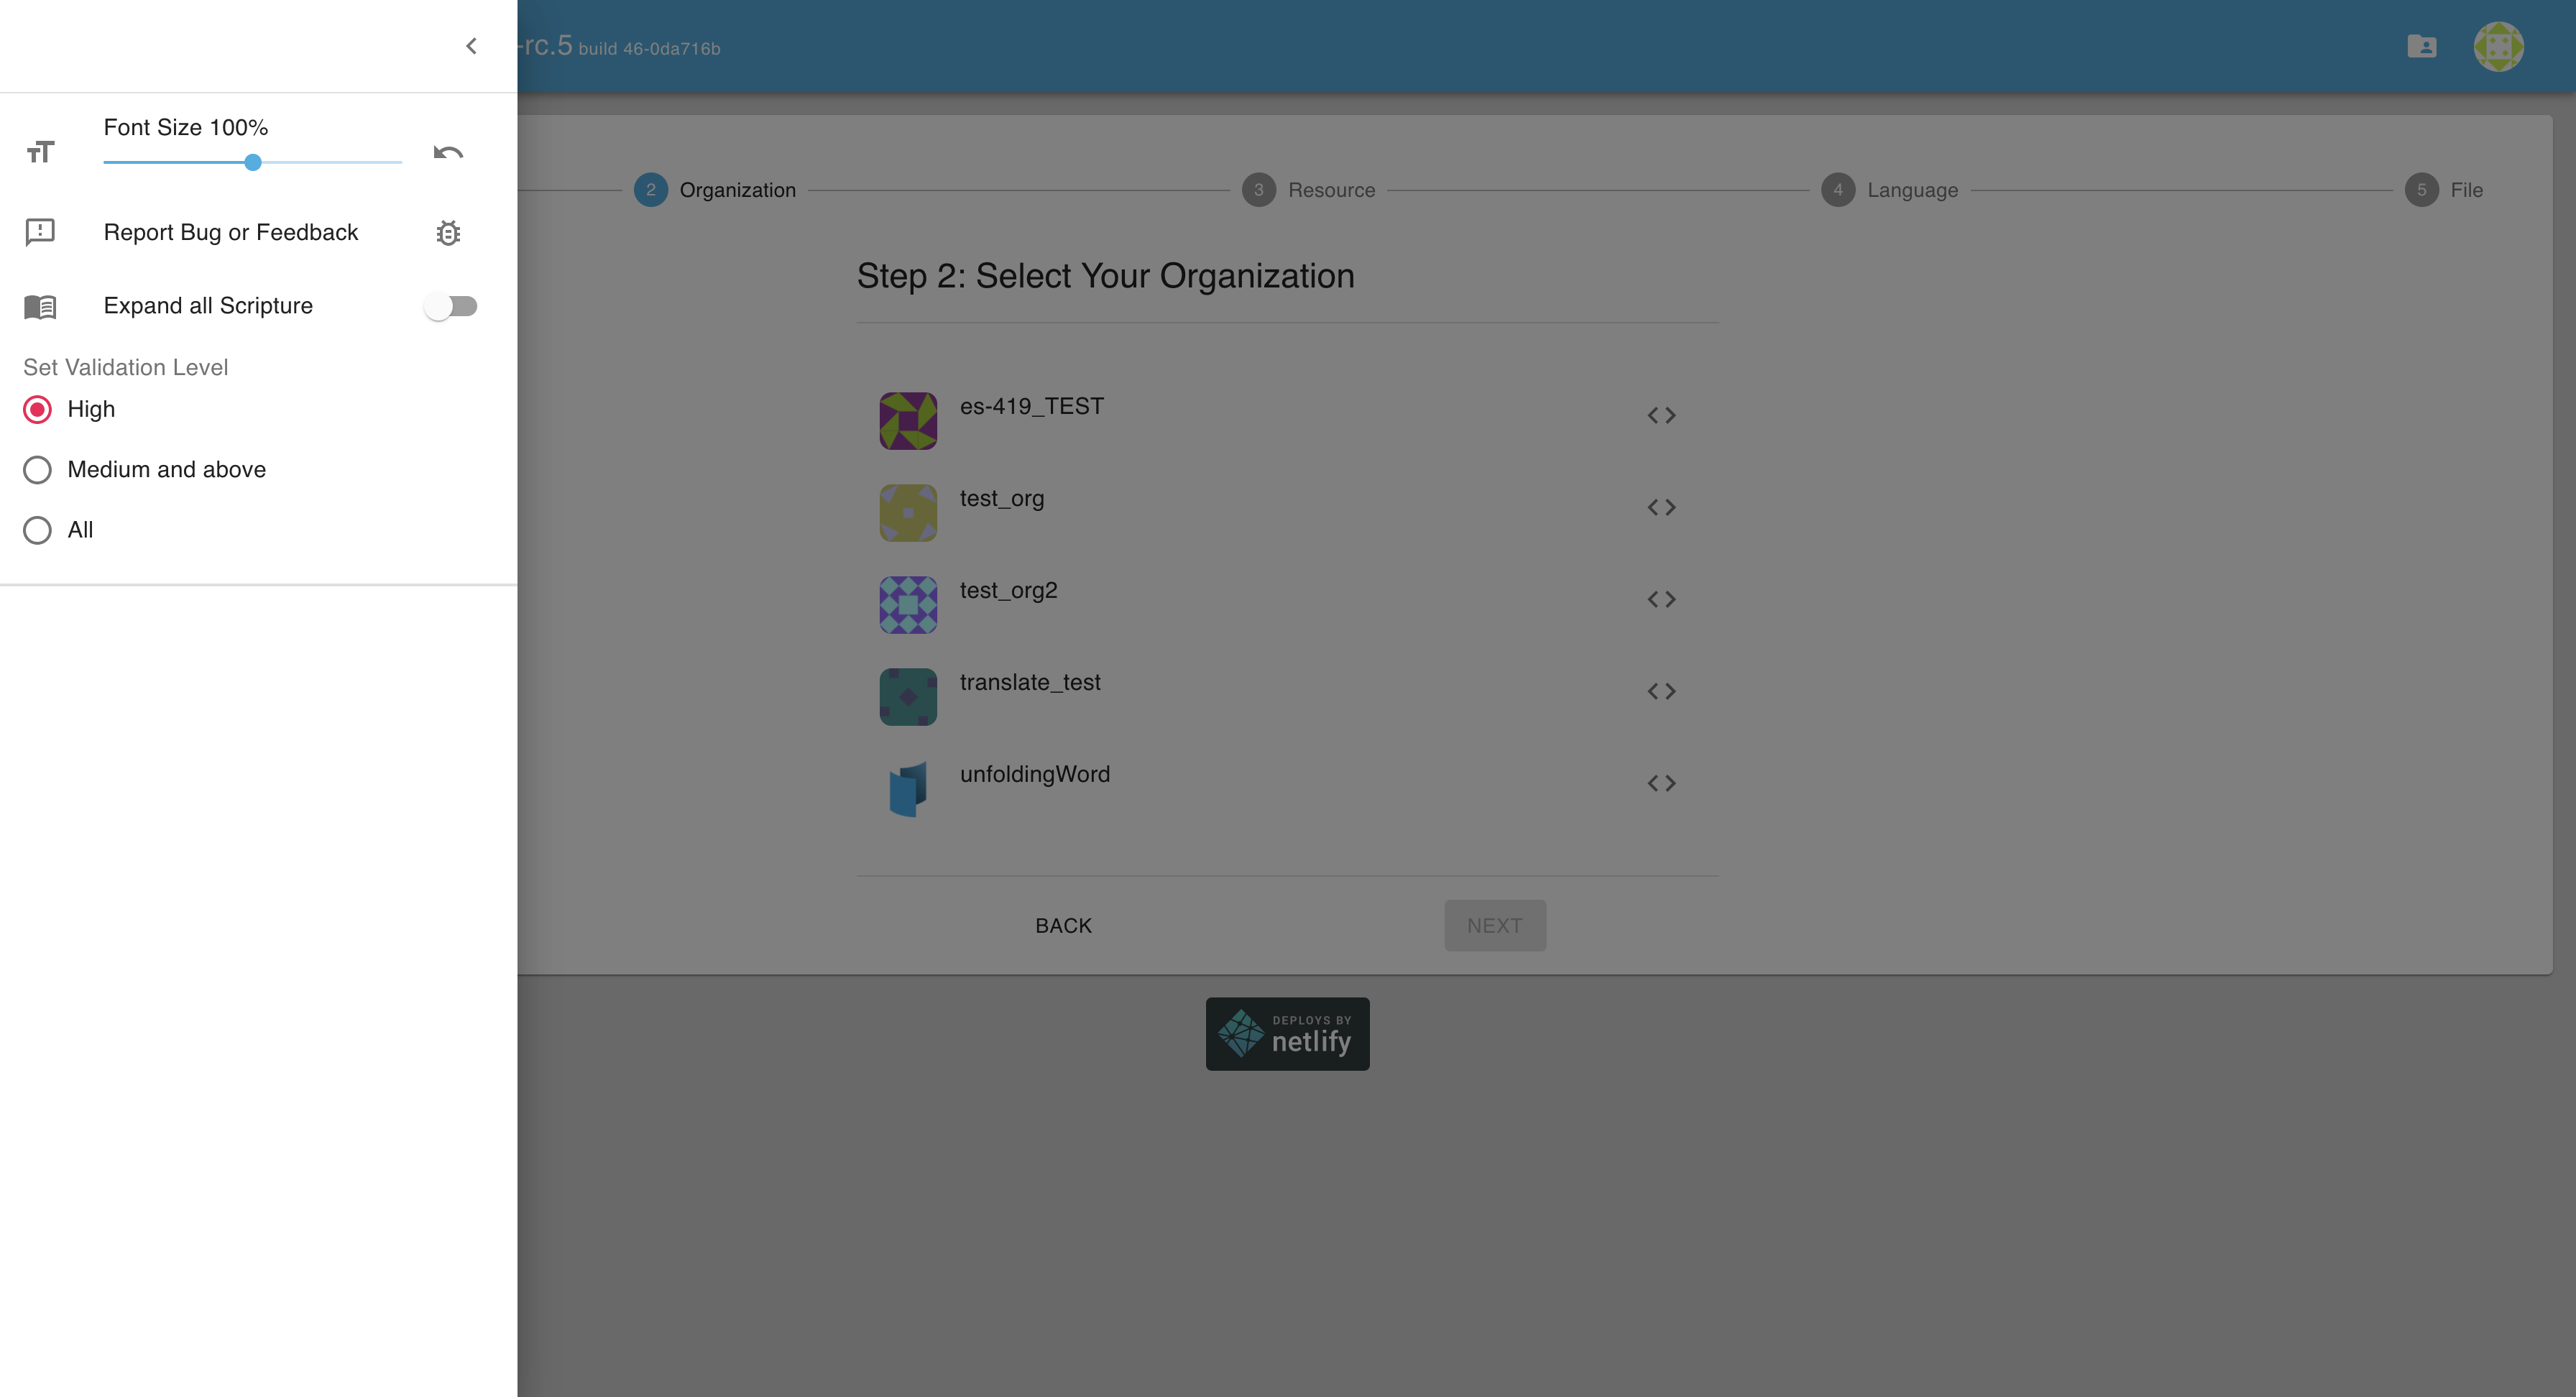 Font Size 100%
Report Bug or Feedback
Expand all Scripture
Set Validation Level
High
Medium and above
All
-rc.5 build 46-0da716b
2 Organization
3 Resource
4 Language
5 File
Step 2: Select Your Organization
es-419_TEST
test_org
test_org2
translate_test
unfoldingWord
BACK
NEXT
DEPLOYS BY
netlify